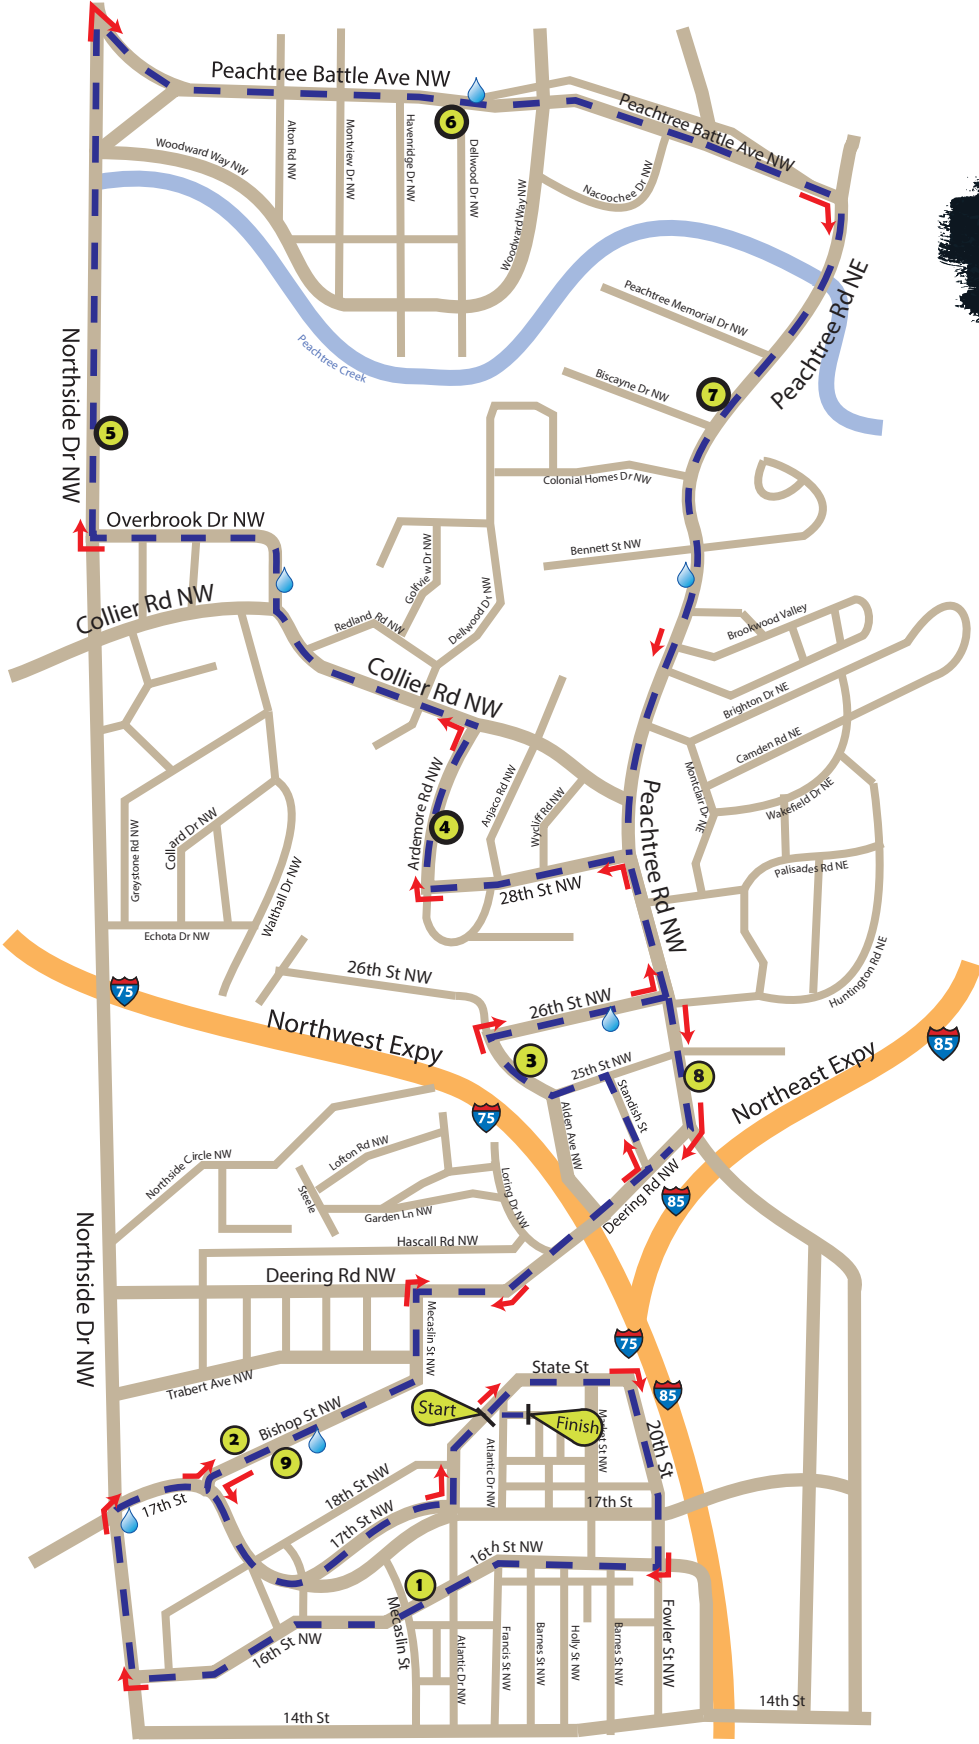 Peachtree Battle Ave NW
6
Peachtree Battle Ave NW
Woodward Way NW
Alton Rd NW
Montview Dr NW
Havenridge Dr NW
Dellwood Dr NW
Woodward Way NW
Nacoochee Dr NW
Peachtree Creek
Peachtree Rd NE
Peachtree Memorial Dr NW
Biscayne Dr NW
7
Northside Dr NW
5
Colonial Homes Dr NW
Overbrook Dr NW
Bennett St NW
Golfview Dr NW
Dellwood Dr NW
Redland Rd NW
Collier Rd NW
Brookwood Valley
Collier Rd NW
Brighton Dr NE
Camden Rd NE
Montclair Dr NE
Wakefield Dr NE
Palisades Rd NE
Huntington Rd NE
Ardmore Rd NW
4
Anjaco Rd NW
Wycliff Rd NW
Peachtree Rd NW
28th St NW
Greystone Rd NW
Collard Dr NW
Walthall Dr NW
Echota Dr NW
75
26th St NW
26th St NW
Northwest Expy
3
25th St NW
Standish St
Alden Ave NW
8
Northeast Expy
85
75
Northside Circle NW
Lofton Rd NW
Steele
Garden Ln NW
Loring Dr NW
Hascall Rd NW
Deering Rd NW
85
Northside Dr NW
Deering Rd NW
Mecaslin St NW
75
85
Trabert Ave NW
State St
Start
Finish
Market St NW
20th St
2
Bishop St NW
9
Atlantic Dr NW
18th St NW
17th St
17th St NW
17th St
16th St NW
1
Mecaslin St
16th St NW
Atlantic Dr NW
Francis St NW
Barnes St NW
Holly St NW
Barnes St NW
Fowler St NW
14th St
14th St